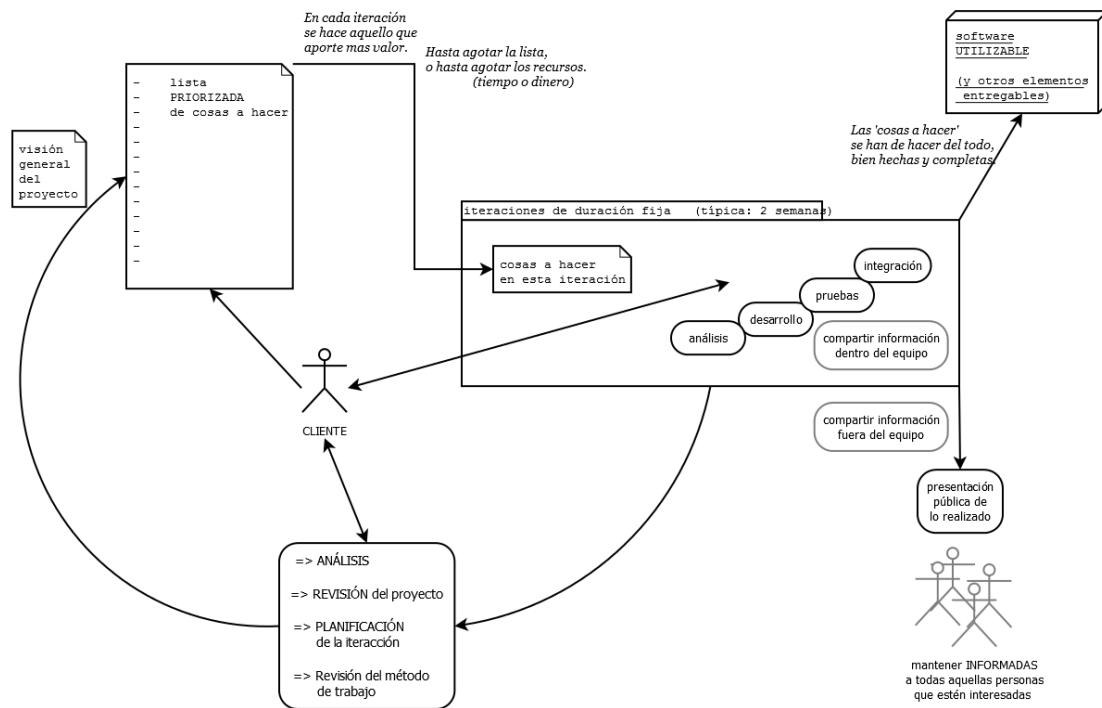 En cada iteración
se hace aquello que
aporte mas valor.
Hasta agotar la lista,
o hasta agotar los recursos.
(tiempo o dinero)
software
UTILIZABLE
(y otros elementos
entregables)
- lista
- PRIORIZADA
- de cosas a hacer
-
-
-
-
-
-
-
-
-
-
visión
general
del
proyecto
Las 'cosas a hacer'
se han de hacer del todo,
bien hechas y completas.
iteraciones de duración fija (típica: 2 semanas)
cosas a hacer
en esta iteración
integración
pruebas
desarrollo
análisis
compartir información
dentro del equipo
CLIENTE
compartir información
fuera del equipo
presentación
pública de
lo realizado
=> ANÁLISIS
=> REVISIÓN del proyecto
=> PLANIFICACIÓN
de la iteracción
=> Revisión del método
de trabajo
mantener INFORMADAS
a todas aquellas personas
que estén interesadas